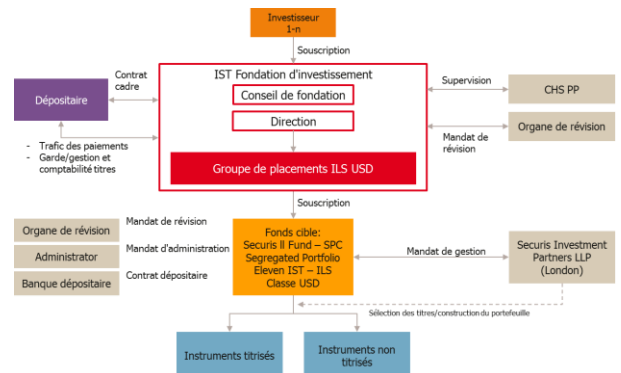 Investisseur
1-n
Souscription
IST Fondation d'investissement
Conseil de fondation
Direction
Groupe de placements ILS USD
Contrat
cadre
Dépositaire
- Trafic des paiements
- Garde/gestion et
comptabilité titres
Supervision
CHS PP
Mandat de
révision
Organe de révision
Souscription
Organe de révision
Mandat de révision
Administrator
Mandat d'administration
Banque dépositaire
Contrat dépositaire
Fonds cible:
Securis II Fund – SPC
Segregated Portfolio
Eleven IST – ILS
Classe USD
Mandat de gestion
Securis Investment
Partners LLP
(London)
Sélection des titres/construction du portefeuille
Instruments titrisés
Instruments non
titrisés